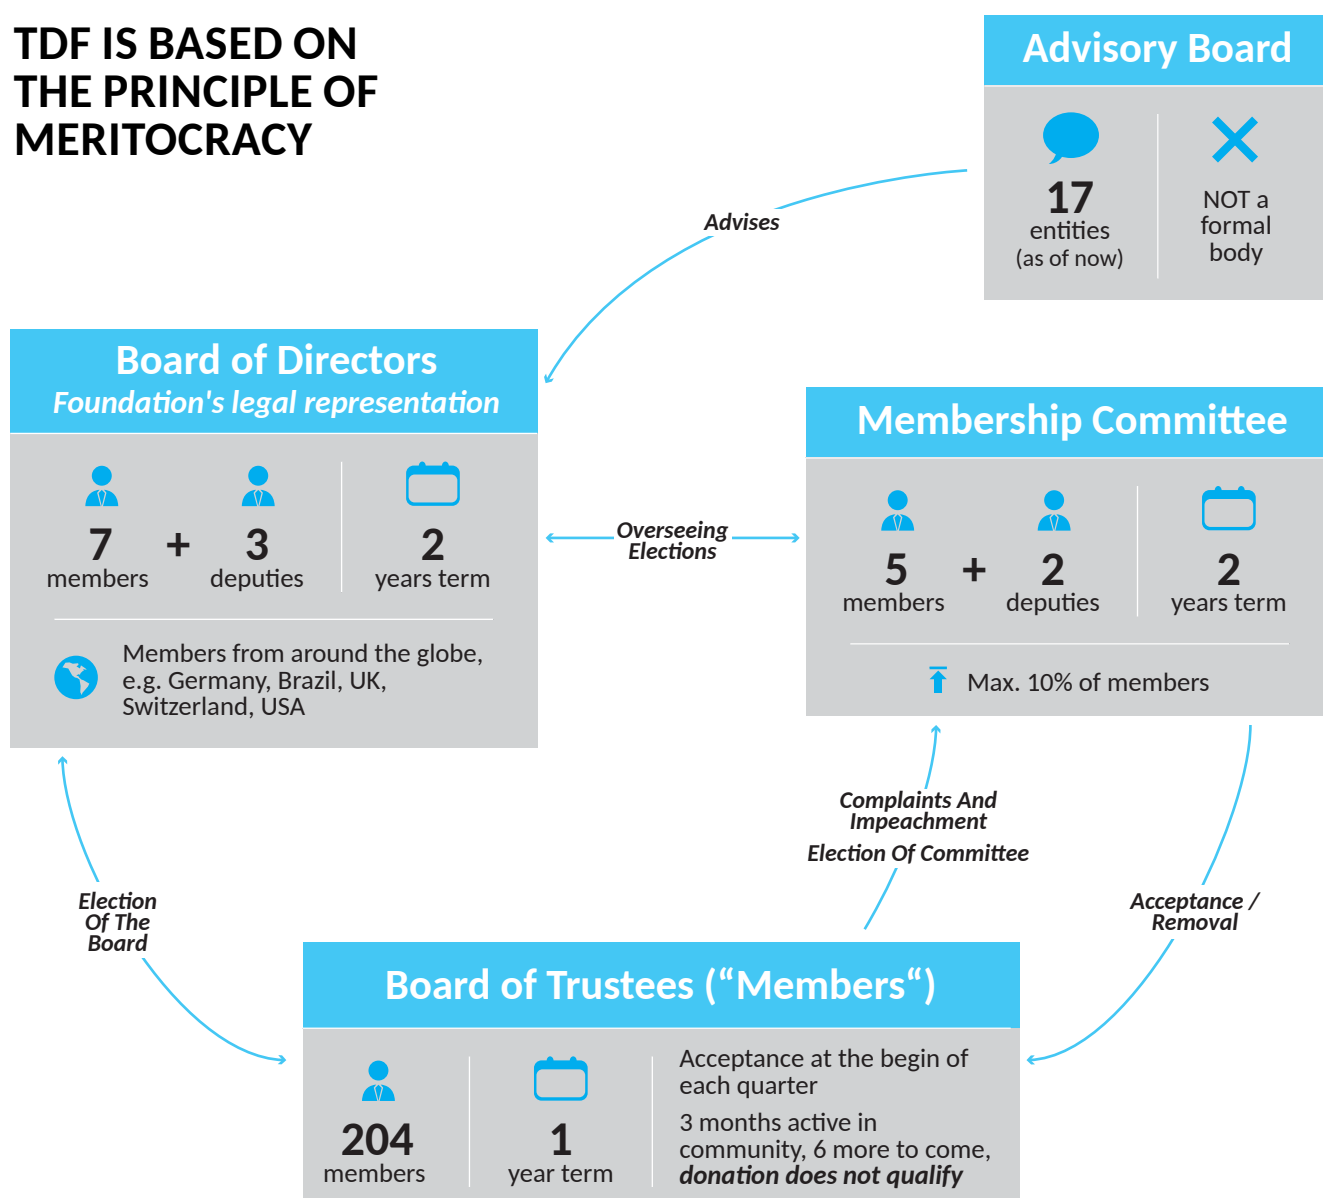 TDF IS BASED ON
THE PRINCIPLE OF
MERITOCRACY
Advisory Board
17
entities
(as of now)
NOT a
formal
body
Advises
Board of Directors
Foundation's legal representation
7
members
+
3
deputies
2
years term
Members from around the globe,
e.g. Germany, Brazil, UK,
Switzerland, USA
Overseeing
Elections
Membership Committee
5
members
+
2
deputies
2
years term
Max. 10% of members
Complaints And
Impeachment
Election Of Committee
Acceptance /
Removal
Election
Of The
Board
Board of Trustees (“Members“)
204
members
1
year term
Acceptance at the begin of
each quarter
3 months active in
community, 6 more to come,
donation does not qualify